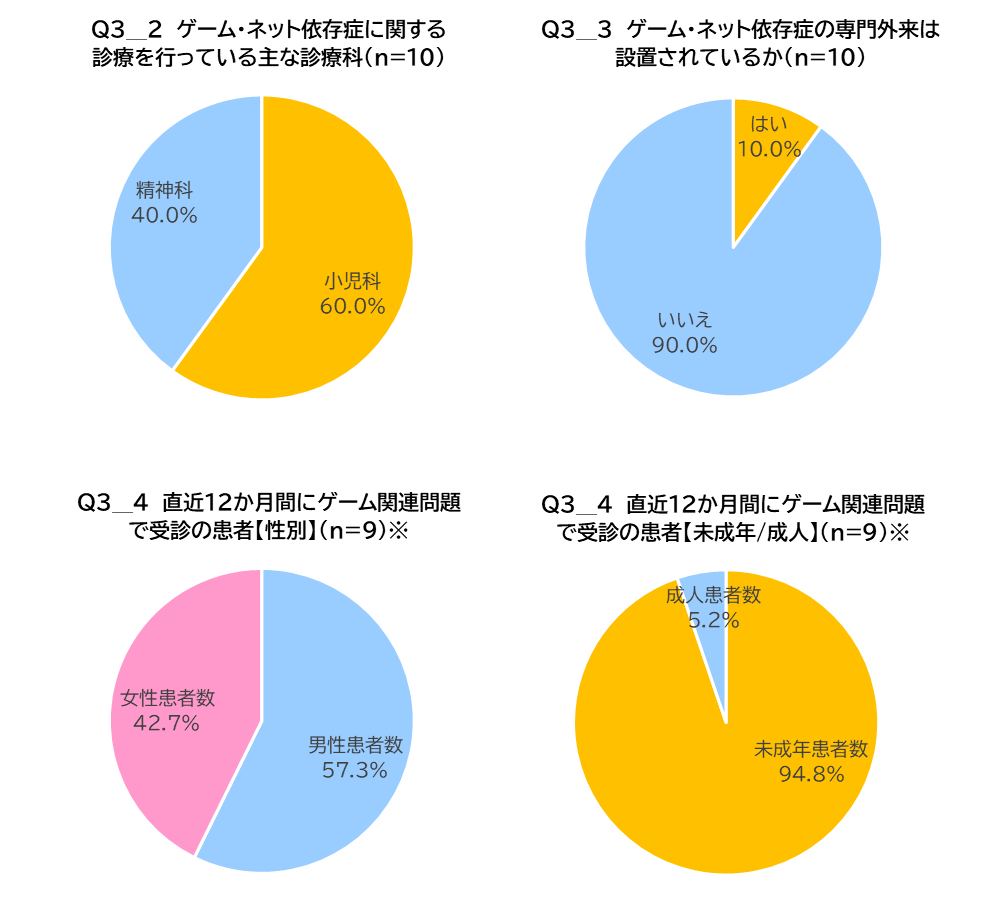 Q3＿2　ゲーム・ネット依存症に関する
診療を行っている主な診療科（n=10）
精神科
40.0%
小児科
60.0%
Q3＿3　ゲーム・ネット依存症の専門外来は
設置されているか（n=10）
はい
10.0%
いいえ
90.0%
Q3＿4　直近12か月間にゲーム関連問題
で受診の患者【性別】（n=9）※
女性患者数
42.7%
男性患者数
57.3%
Q3＿4　直近12か月間にゲーム関連問題
で受診の患者【未成年/成人】（n=9）※
成人患者数
5.2%
未成年患者数
94.8%